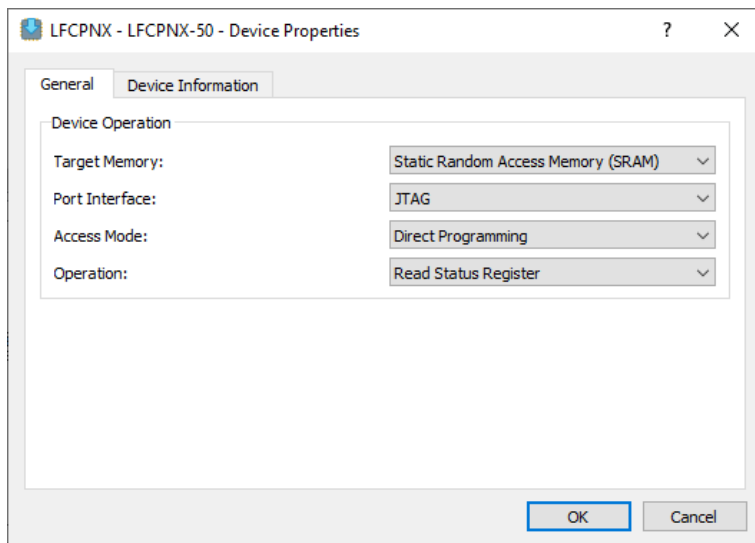 LFCPNX - LFCPNX-50 - Device Properties
?
General
Device Information
Device Operation
Target Memory:
Static Random Access Memory (SRAM)
Port Interface:
JTAG
Access Mode:
Direct Programming
Operation:
Read Status Register
OK
Cancel